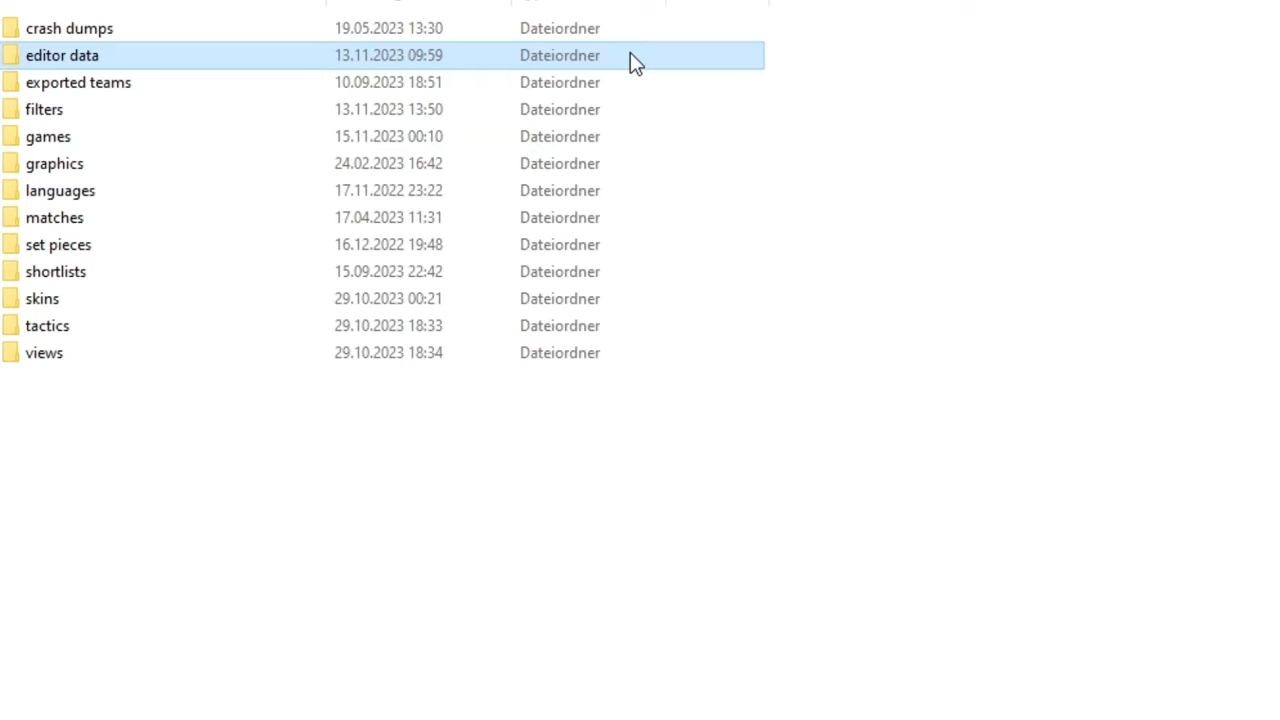 crash dumps 19.05.2023 13:30 Dateiordner
editor data 13.11.2023 09:59 Dateiordner
exported teams 10.09.2023 18:51 Dateiordner
filters 13.11.2023 13:50 Dateiordner
games 15.11.2023 00:10 Dateiordner
graphics 24.02.2023 16:42 Dateiordner
languages 17.11.2022 23:22 Dateiordner
matches 17.04.2023 11:31 Dateiordner
set pieces 16.12.2022 19:48 Dateiordner
shortlists 15.09.2023 22:42 Dateiordner
skins 29.10.2023 00:21 Dateiordner
tactics 29.10.2023 18:33 Dateiordner
views 29.10.2023 18:34 Dateiordner